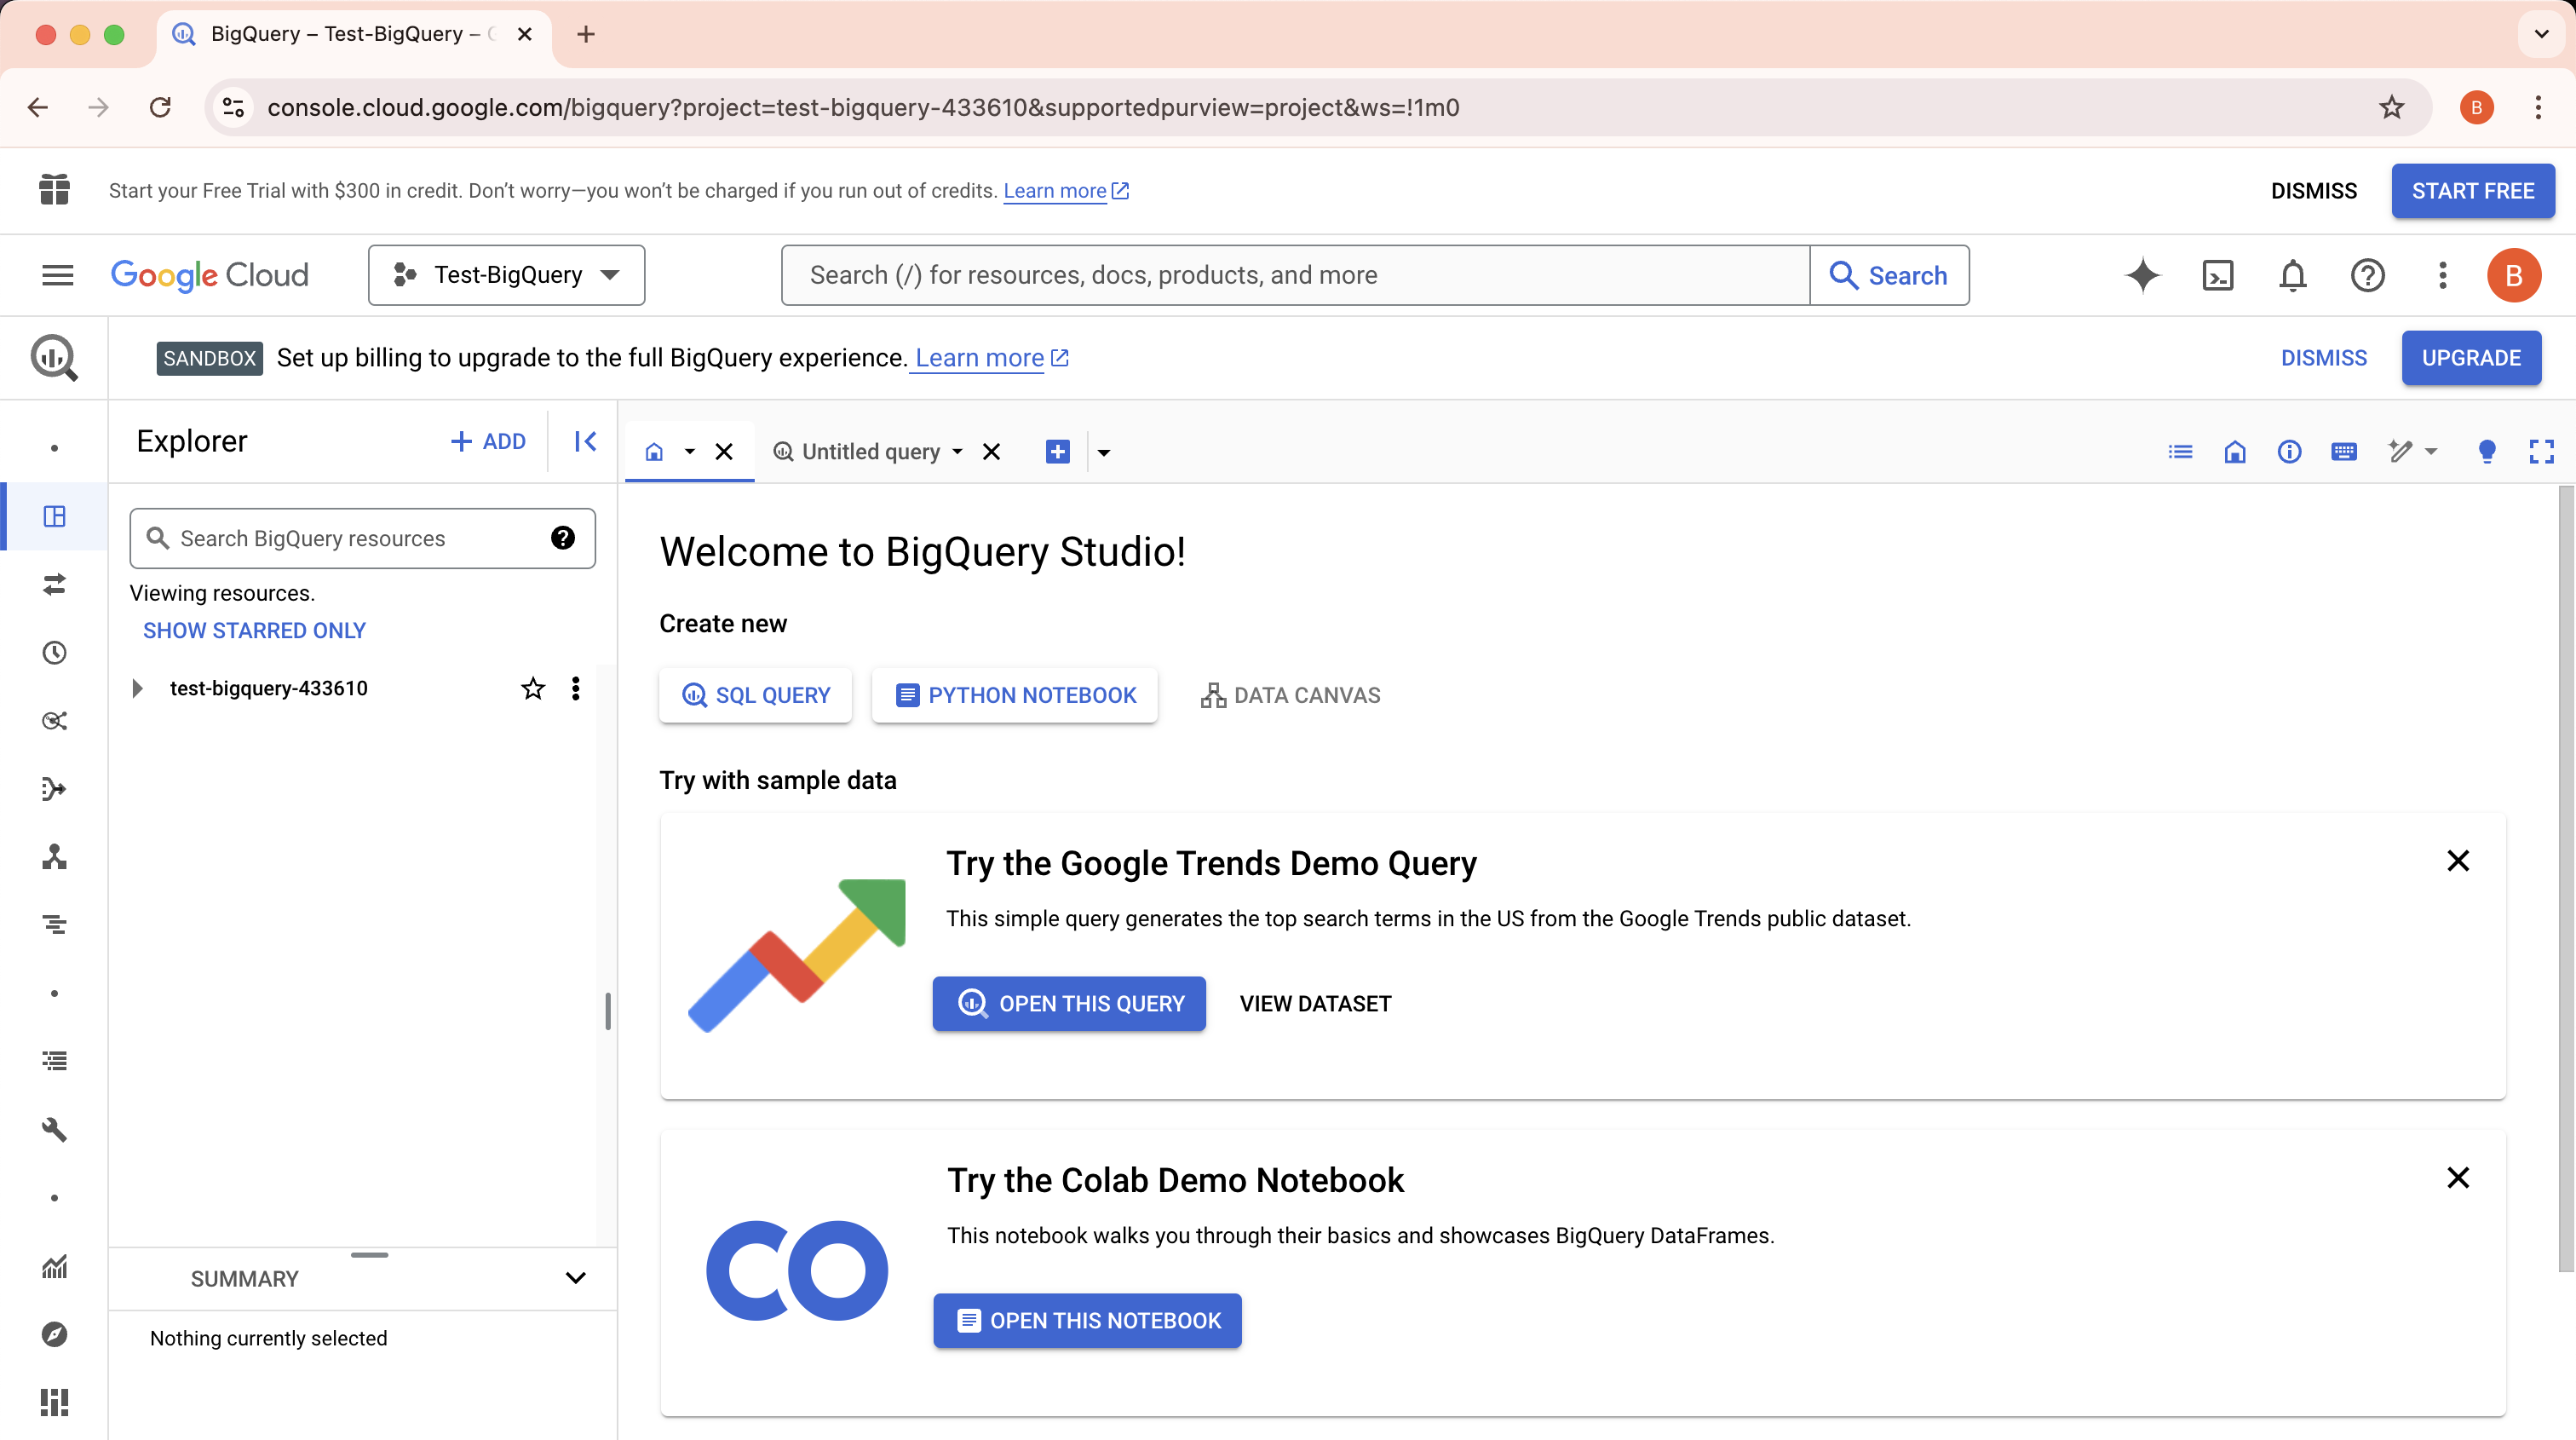 BigQuery – Test-BigQuery –
console.cloud.google.com/bigquery?project=test-bigquery-433610&supportedpurview=project&ws=!1m0
B
Start your Free Trial with $300 in credit. Don't worry—you won't be charged if you run out of credits. Learn more
DISMISS
START FREE
Google Cloud
Test-BigQuery
Search (/) for resources, docs, products, and more
Search
B
SANDBOX Set up billing to upgrade to the full BigQuery experience. Learn more
DISMISS
UPGRADE
Explorer
+ ADD
Untitled query
Search BigQuery resources
Viewing resources.
SHOW STARRED ONLY
test-bigquery-433610
SUMMARY
Nothing currently selected
Welcome to BigQuery Studio!
Create new
SQL QUERY
PYTHON NOTEBOOK
DATA CANVAS
Try with sample data
Try the Google Trends Demo Query
This simple query generates the top search terms in the US from the Google Trends public dataset.
OPEN THIS QUERY
VIEW DATASET
Try the Colab Demo Notebook
This notebook walks you through their basics and showcases BigQuery DataFrames.
OPEN THIS NOTEBOOK